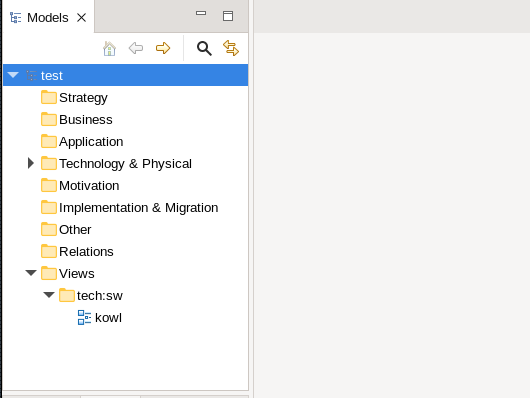 Models
test
Strategy
Business
Application
Technology & Physical
Motivation
Implementation & Migration
Other
Relations
Views
tech:sw
kowl